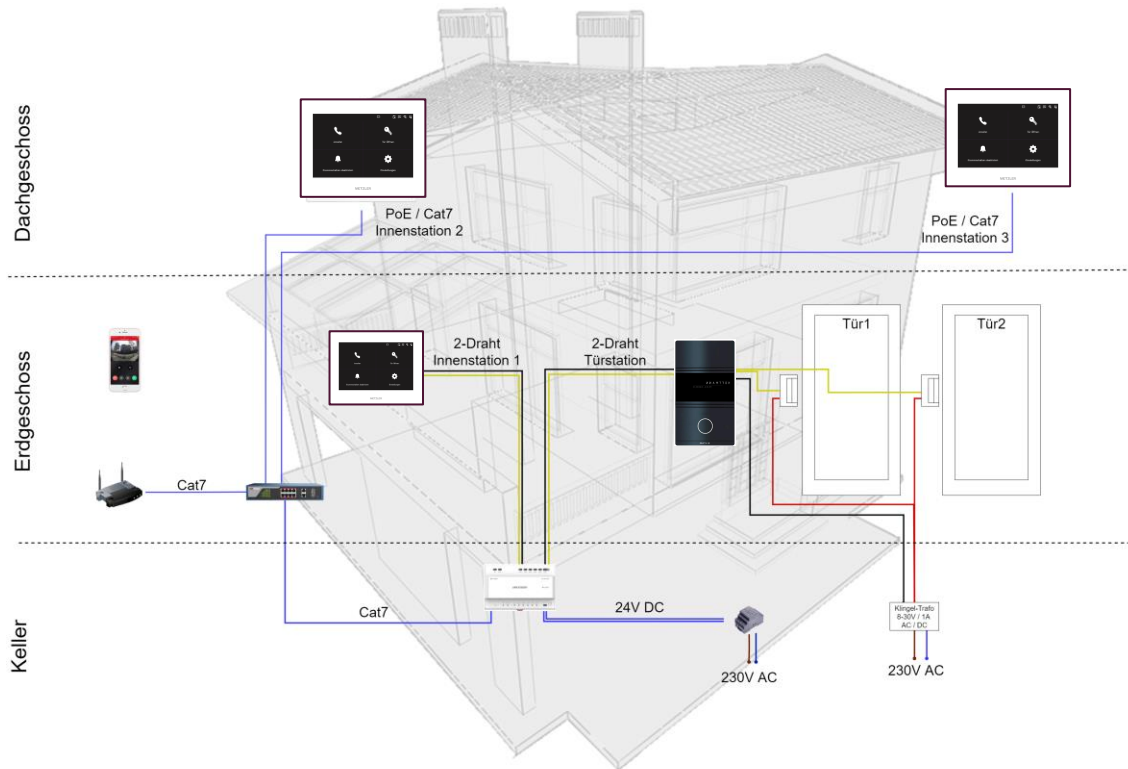 Dachgeschoss
PoE / Cat7
Innenstation 2
PoE / Cat7
Innenstation 3
Erdgeschoss
2-Draht
Innenstation 1
2-Draht
Türstation
Tür1
Tür2
Cat7
Keller
Cat7
24V DC
Klingel-Trafo
8-30V / 1A
AC / DC
230V AC
230V AC